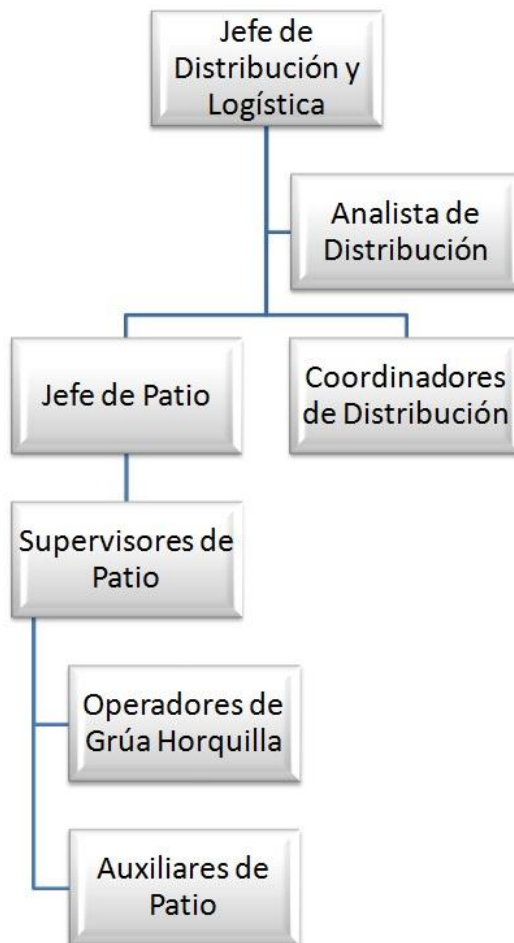 Jefe de
Distribución y
Logística
Analista de
Distribución
Jefe de Patio
Coordinadores
de Distribución
Supervisores de
Patio
Operadores de
Grúa Horquilla
Auxiliares de
Patio